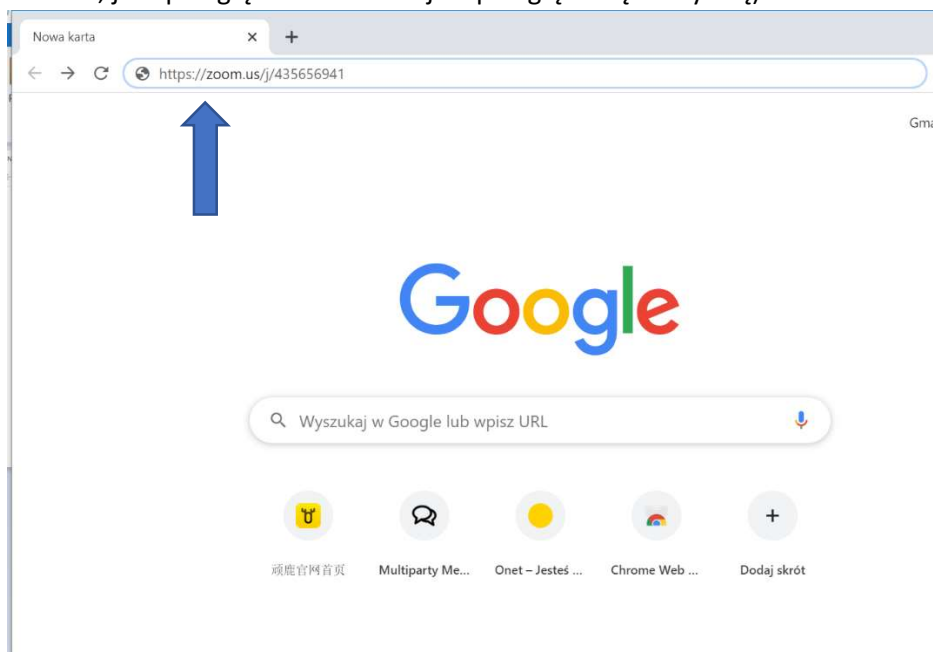 Nowa karta
https://zoom.us/j/435656941
Gma
Google
Wyszukaj w Google lub wpisz URL
顽鹿官网首页
Multiparty Me...
Onet – Jesteś ...
Chrome Web ...
Dodaj skrót